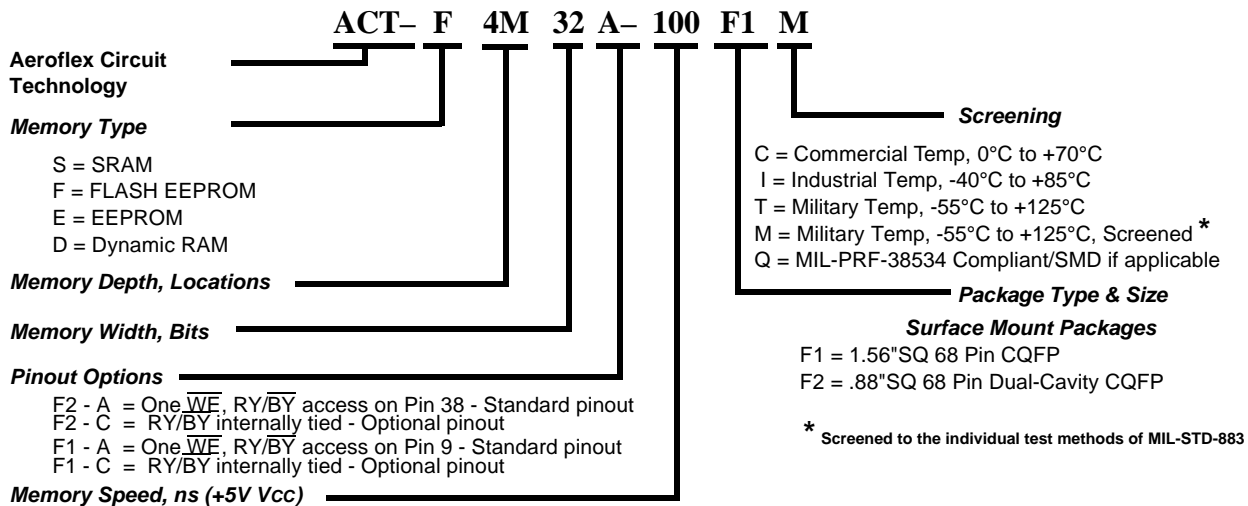 ACT– F 4M 32 A– 100 F1 M
Aeroflex Circuit
Technology
Memory Type
S = SRAM
F = FLASH EEPROM
E = EEPROM
D = Dynamic RAM
Memory Depth, Locations
Memory Width, Bits
Pinout Options
F2 - A = One WE, RY/BY access on Pin 38 - Standard pinout
F2 - C = RY/BY internally tied - Optional pinout
F1 - A = One WE, RY/BY access on Pin 9 - Standard pinout
F1 - C = RY/BY internally tied - Optional pinout
Memory Speed, ns (+5V VCC)
Screening
C = Commercial Temp, 0°C to +70°C
I = Industrial Temp, -40°C to +85°C
T = Military Temp, -55°C to +125°C
M = Military Temp, -55°C to +125°C, Screened *
Q = MIL-PRF-38534 Compliant/SMD if applicable
Package Type & Size
Surface Mount Packages
F1 = 1.56"SQ 68 Pin CQFP
F2 = .88"SQ 68 Pin Dual-Cavity CQFP
* Screened to the individual test methods of MIL-STD-883